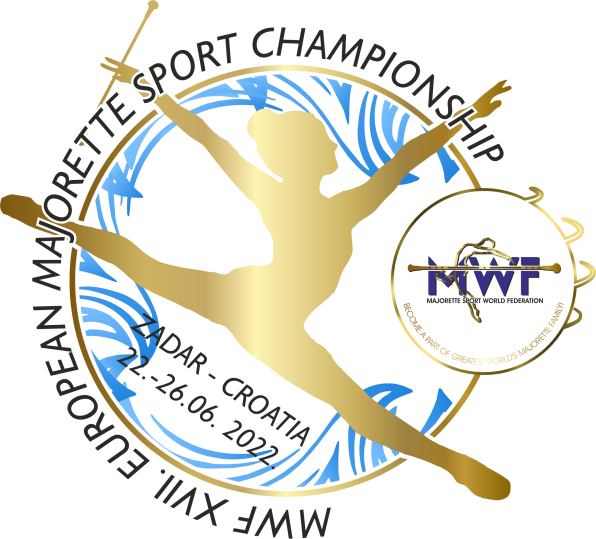 MWF XVII. EUROPEAN MAJORETTE SPORT CHAMPIONSHIP
ZADAR - CROATIA
22.-26.06. 2022.
MWF
MAJORETTE SPORT WORLD FEDERATION
BECOME A PART OF GREATEST WORLD'S MAJORETTE FAMILY!